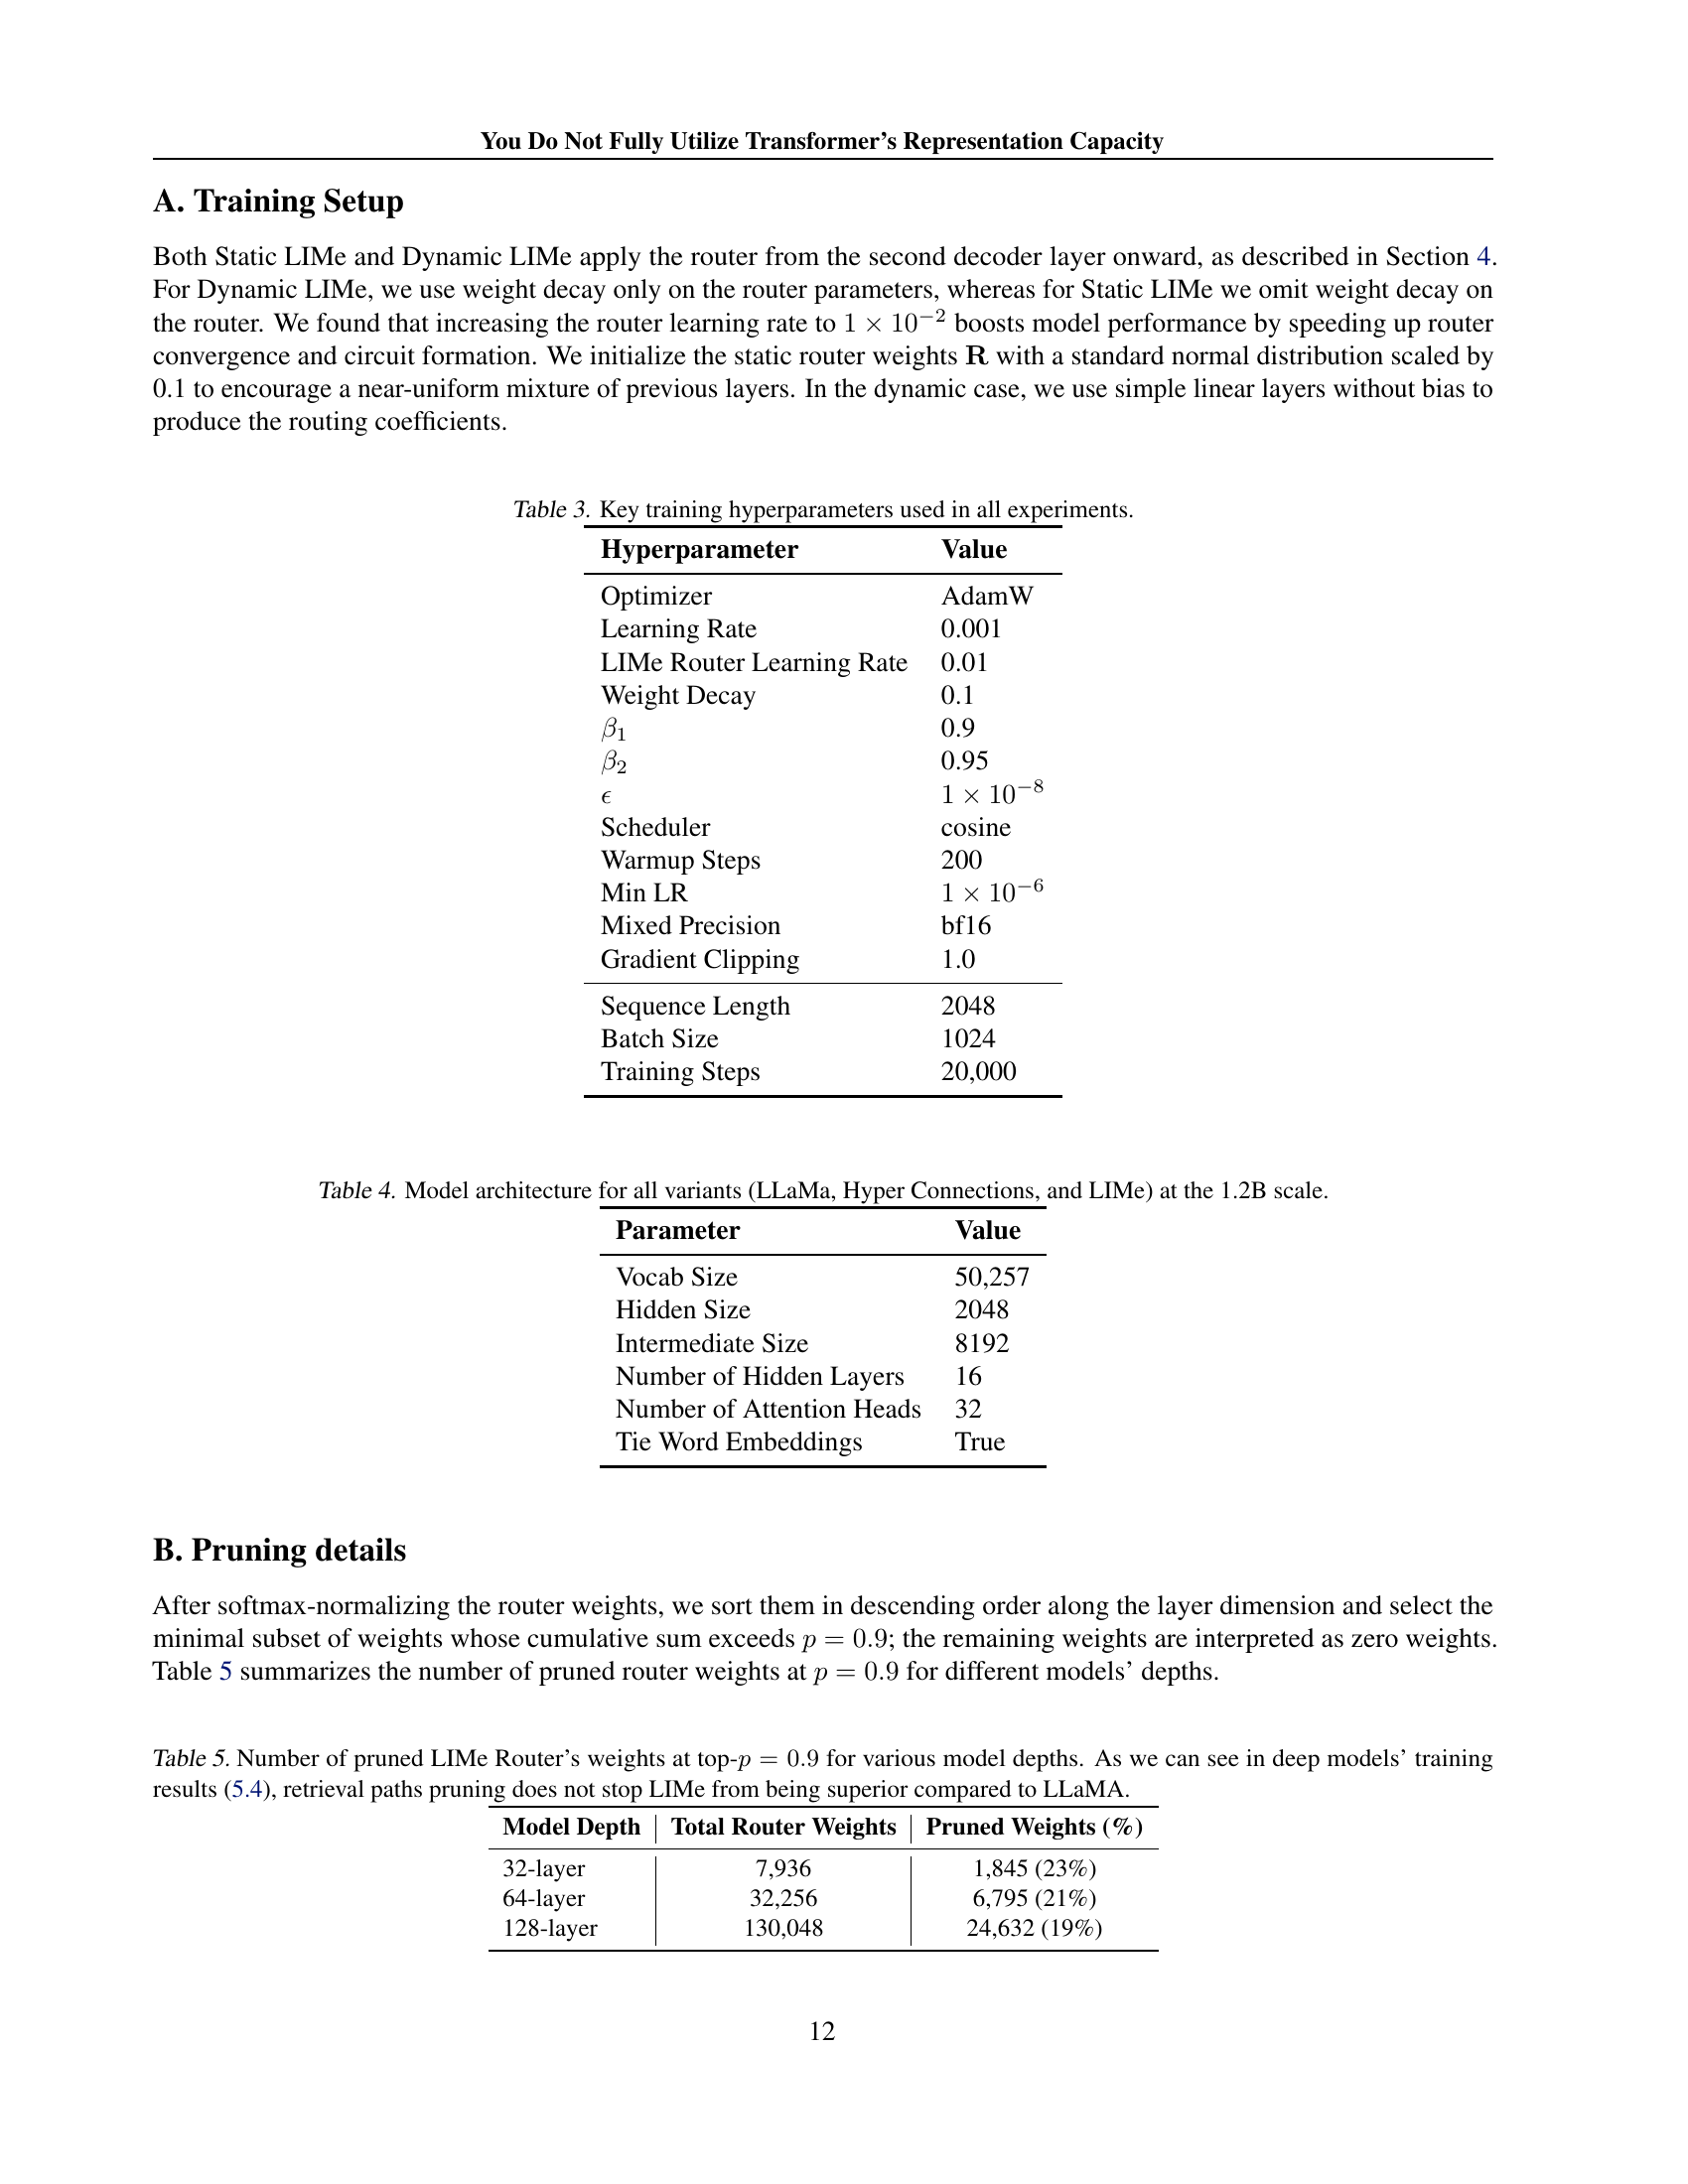 You Do Not Fully Utilize Transformer's Representation Capacity
A. Training Setup
Both Static LIMe and Dynamic LIMe apply the router from the second decoder layer onward, as described in Section 4.
For Dynamic LIMe, we use weight decay only on the router parameters, whereas for Static LIMe we omit weight decay on
the router. We found that increasing the router learning rate to 1 × 10⁻² boosts model performance by speeding up router
convergence and circuit formation. We initialize the static router weights R with a standard normal distribution scaled by
0.1 to encourage a near-uniform mixture of previous layers. In the dynamic case, we use simple linear layers without bias to
produce the routing coefficients.
Table 3. Key training hyperparameters used in all experiments.
Hyperparameter Value
Optimizer AdamW
Learning Rate 0.001
LIMe Router Learning Rate 0.01
Weight Decay 0.1
β₁ 0.9
β₂ 0.95
ϵ 1 × 10⁻⁸
Scheduler cosine
Warmup Steps 200
Min LR 1 × 10⁻⁶
Mixed Precision bf16
Gradient Clipping 1.0
Sequence Length 2048
Batch Size 1024
Training Steps 20,000
Table 4. Model architecture for all variants (LLaMa, Hyper Connections, and LIMe) at the 1.2B scale.
Parameter Value
Vocab Size 50,257
Hidden Size 2048
Intermediate Size 8192
Number of Hidden Layers 16
Number of Attention Heads 32
Tie Word Embeddings True
B. Pruning details
After softmax-normalizing the router weights, we sort them in descending order along the layer dimension and select the
minimal subset of weights whose cumulative sum exceeds p = 0.9; the remaining weights are interpreted as zero weights.
Table 5 summarizes the number of pruned router weights at p = 0.9 for different models' depths.
Table 5. Number of pruned LIMe Router's weights at top-p = 0.9 for various model depths. As we can see in deep models' training
results (5.4), retrieval paths pruning does not stop LIMe from being superior compared to LLaMA.
Model Depth Total Router Weights Pruned Weights (%)
32-layer 7,936 1,845 (23%)
64-layer 32,256 6,795 (21%)
128-layer 130,048 24,632 (19%)
12